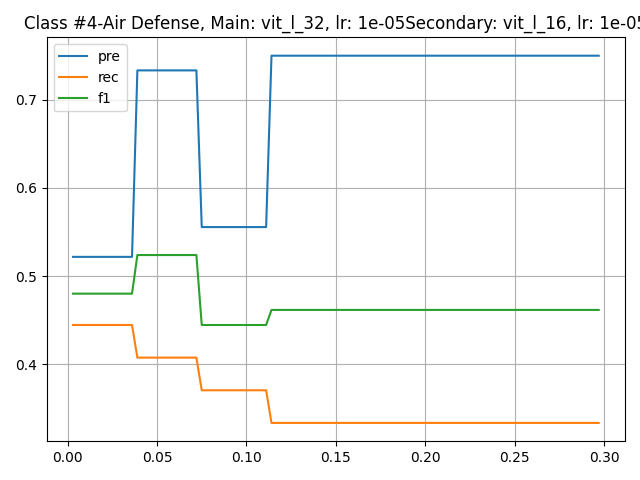 Class #4-Air Defense, Main: vit_l_32, lr: 1e-05Secondary: vit_l_16, lr: 1e-05
pre
rec
f1
0.7
0.6
0.5
0.4
0.00 0.05 0.10 0.15 0.20 0.25 0.30